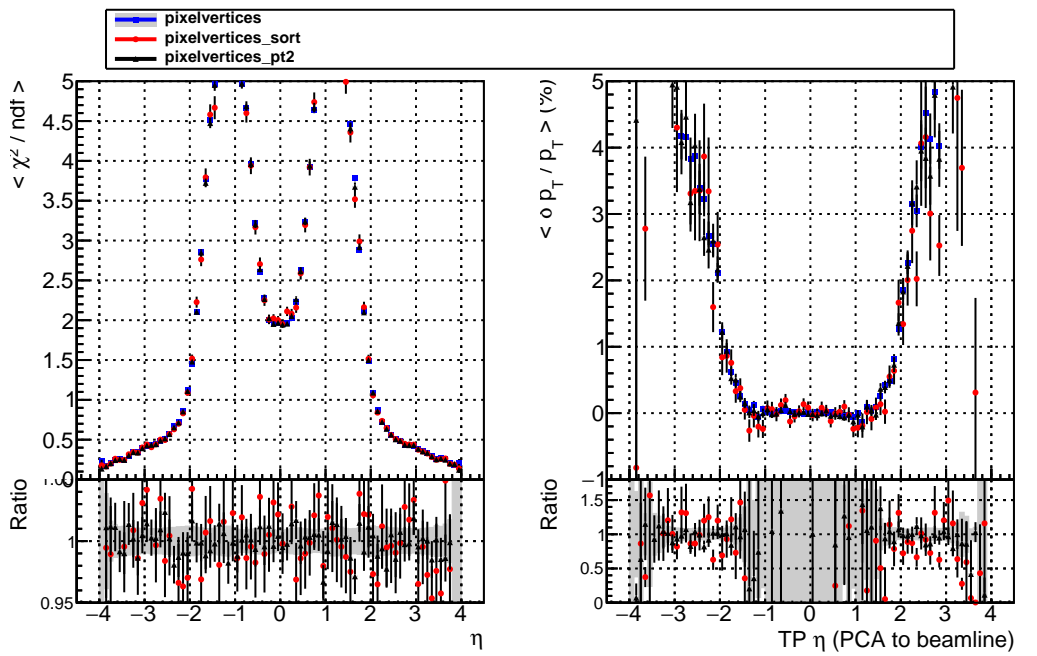 pixelvertices
pixelvertices_sort
pixelvertices_pt2
< χ² / ndf >
5
4.5
4
3.5
3
2.5
2
1.5
1
0.5
0
Ratio
1
0.95
−4 −3 −2 −1 0 1 2 3 4
η
< σ p_T / p_T > (%)
5
4
3
2
1
0
−1
Ratio
1.5
1
0.5
0
−4 −3 −2 −1 0 1 2 3 4
TP η (PCA to beamline)